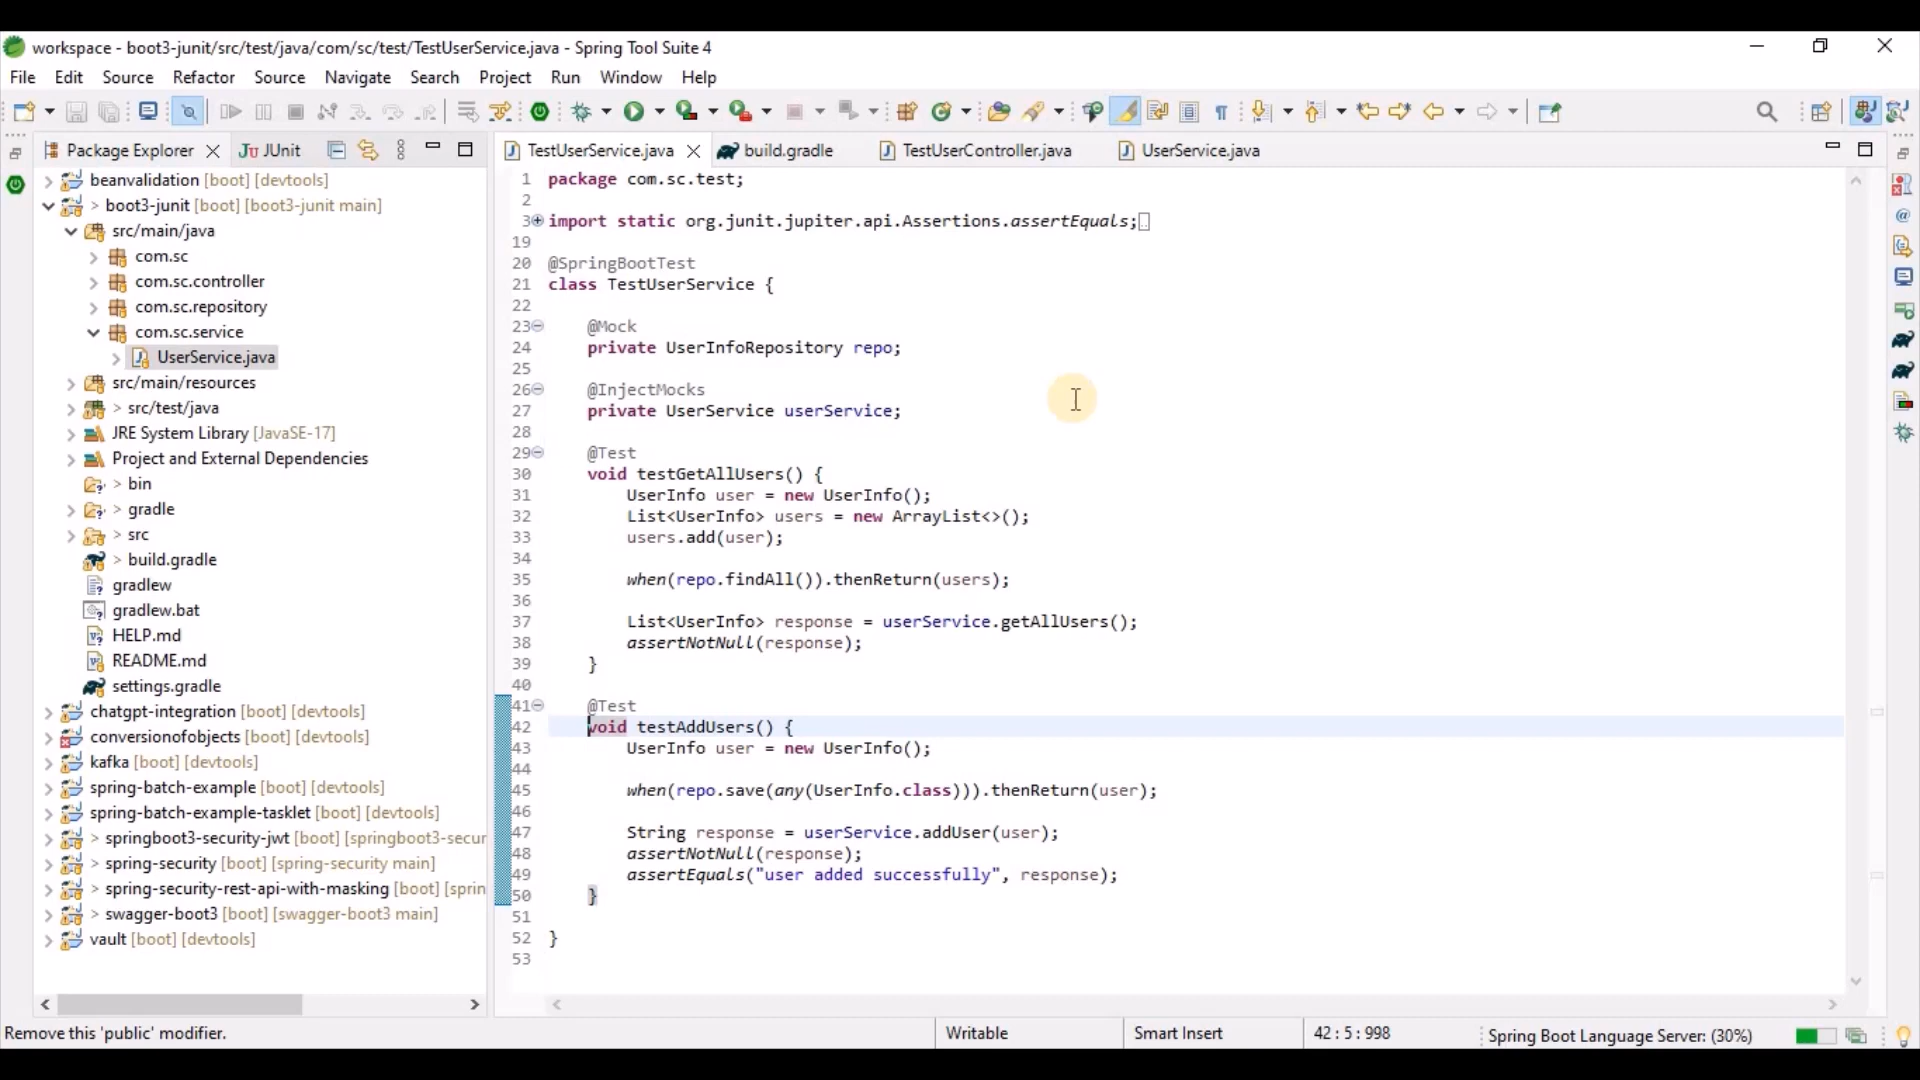 workspace - boot3-junit/src/test/java/com/sc/test/TestUserService.java - Spring Tool Suite 4
File Edit Source Refactor Source Navigate Search Project Run Window Help
Package Explorer JUnit
TestUserService.java build.gradle TestUserController.java UserService.java
beanvalidation [boot] [devtools]
> boot3-junit [boot] [boot3-junit main]
src/main/java
com.sc
com.sc.controller
com.sc.repository
com.sc.service
UserService.java
src/main/resources
> src/test/java
JRE System Library [JavaSE-17]
Project and External Dependencies
> bin
> gradle
> src
> build.gradle
gradlew
gradlew.bat
HELP.md
README.md
settings.gradle
chatgpt-integration [boot] [devtools]
conversionofobjects [boot] [devtools]
kafka [boot] [devtools]
spring-batch-example [boot] [devtools]
spring-batch-example-tasklet [boot] [devtools]
> springboot3-security-jwt [boot] [springboot3-secur
> spring-security [boot] [spring-security main]
> spring-security-rest-api-with-masking [boot] [sprin
> swagger-boot3 [boot] [swagger-boot3 main]
vault [boot] [devtools]
1 package com.sc.test;
2
3 import static org.junit.jupiter.api.Assertions.assertEquals;
19
20 @SpringBootTest
21 class TestUserService {
22
23 @Mock
24 private UserInfoRepository repo;
25
26 @InjectMocks
27 private UserService userService;
28
29 @Test
30 void testGetAllUsers() {
31 UserInfo user = new UserInfo();
32 List<UserInfo> users = new ArrayList<>();
33 users.add(user);
34
35 when(repo.findAll()).thenReturn(users);
36
37 List<UserInfo> response = userService.getAllUsers();
38 assertNotNull(response);
39 }
40
41 @Test
42 void testAddUsers() {
43 UserInfo user = new UserInfo();
44
45 when(repo.save(any(UserInfo.class))).thenReturn(user);
46
47 String response = userService.addUser(user);
48 assertNotNull(response);
49 assertEquals("user added successfully", response);
50 }
51
52 }
53
Remove this 'public' modifier. Writable Smart Insert 42 : 5 : 998 Spring Boot Language Server: (30%)